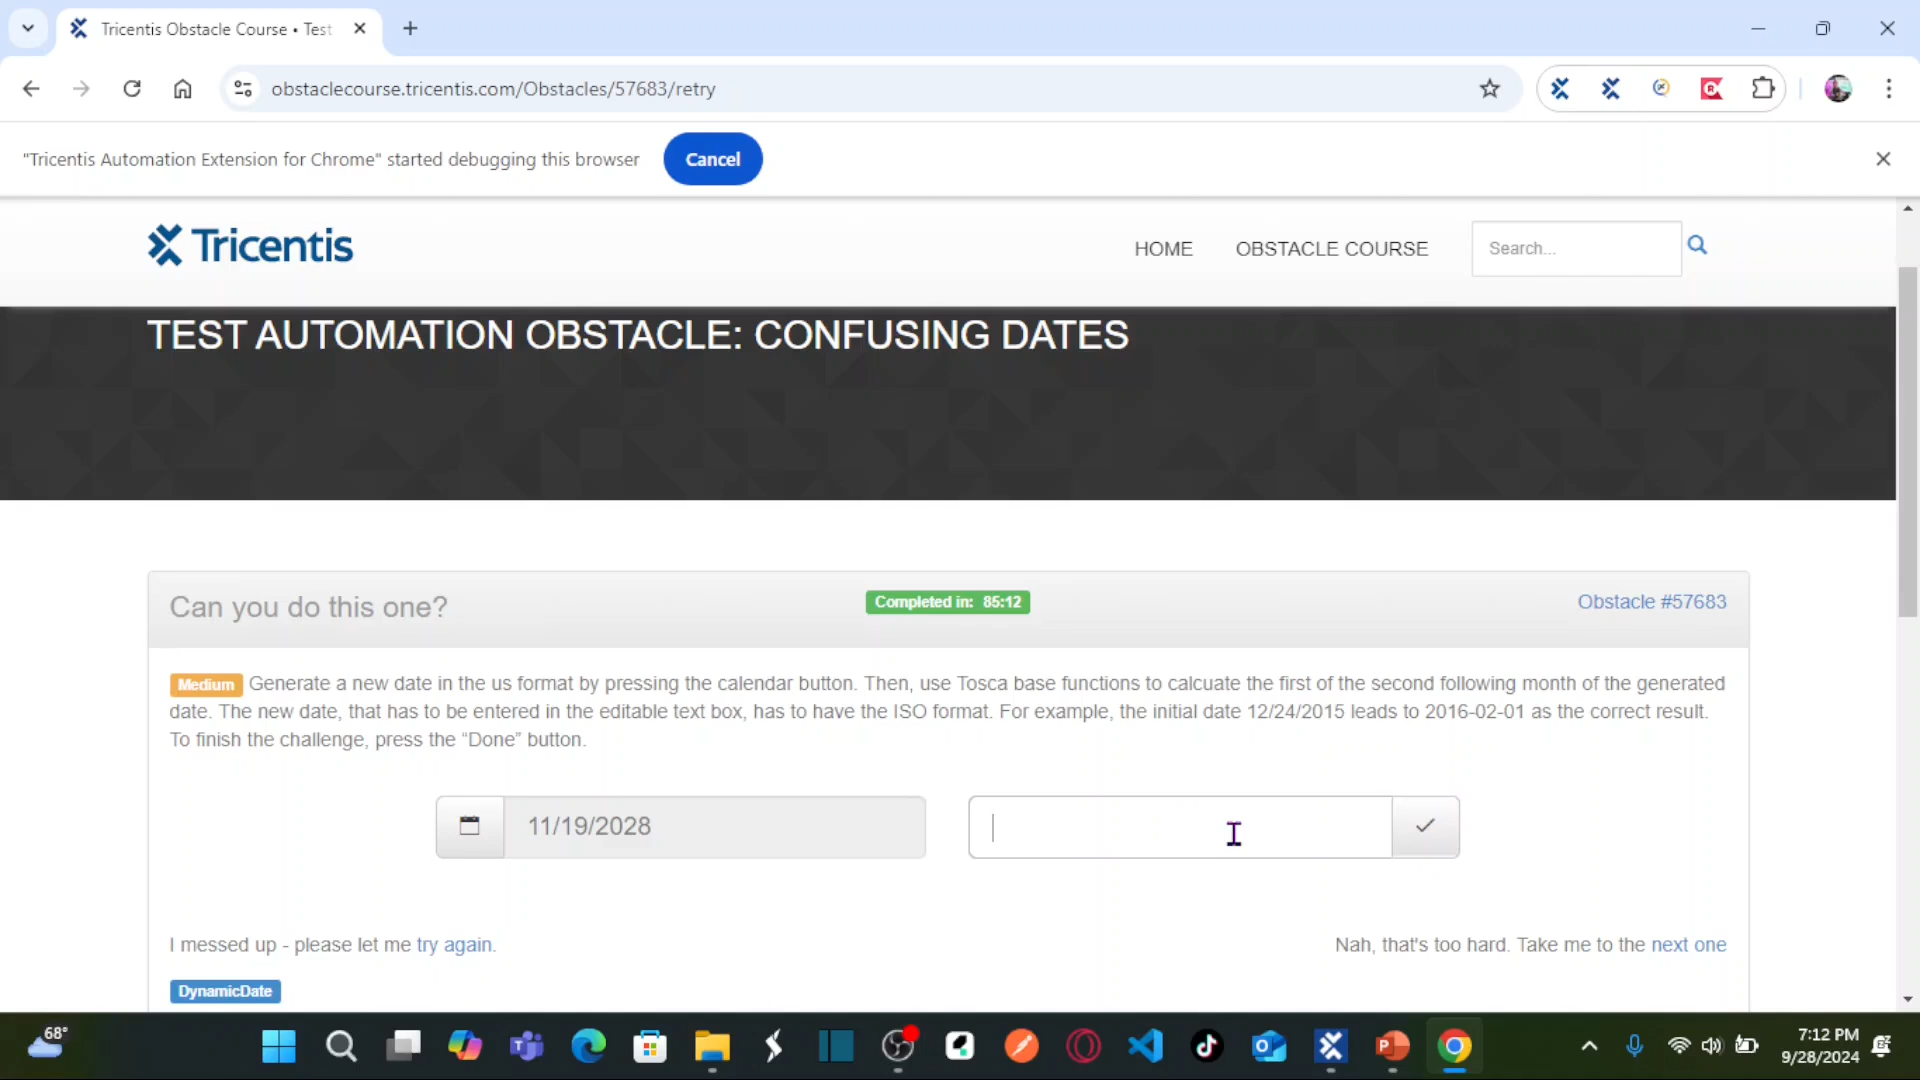 Tricentis Obstacle Course • Test
obstaclecourse.tricentis.com/Obstacles/57683/retry
"Tricentis Automation Extension for Chrome" started debugging this browser
Cancel
Tricentis
HOME
OBSTACLE COURSE
Search...
TEST AUTOMATION OBSTACLE: CONFUSING DATES
Can you do this one?
Completed in: 85:12
Obstacle #57683
Medium Generate a new date in the us format by pressing the calendar button. Then, use Tosca base functions to calcuate the first of the second following month of the generated
date. The new date, that has to be entered in the editable text box, has to have the ISO format. For example, the initial date 12/24/2015 leads to 2016-02-01 as the correct result.
To finish the challenge, press the “Done” button.
11/19/2028
I messed up - please let me try again.
Nah, that's too hard. Take me to the next one
DynamicDate
68°
7:12 PM
9/28/2024